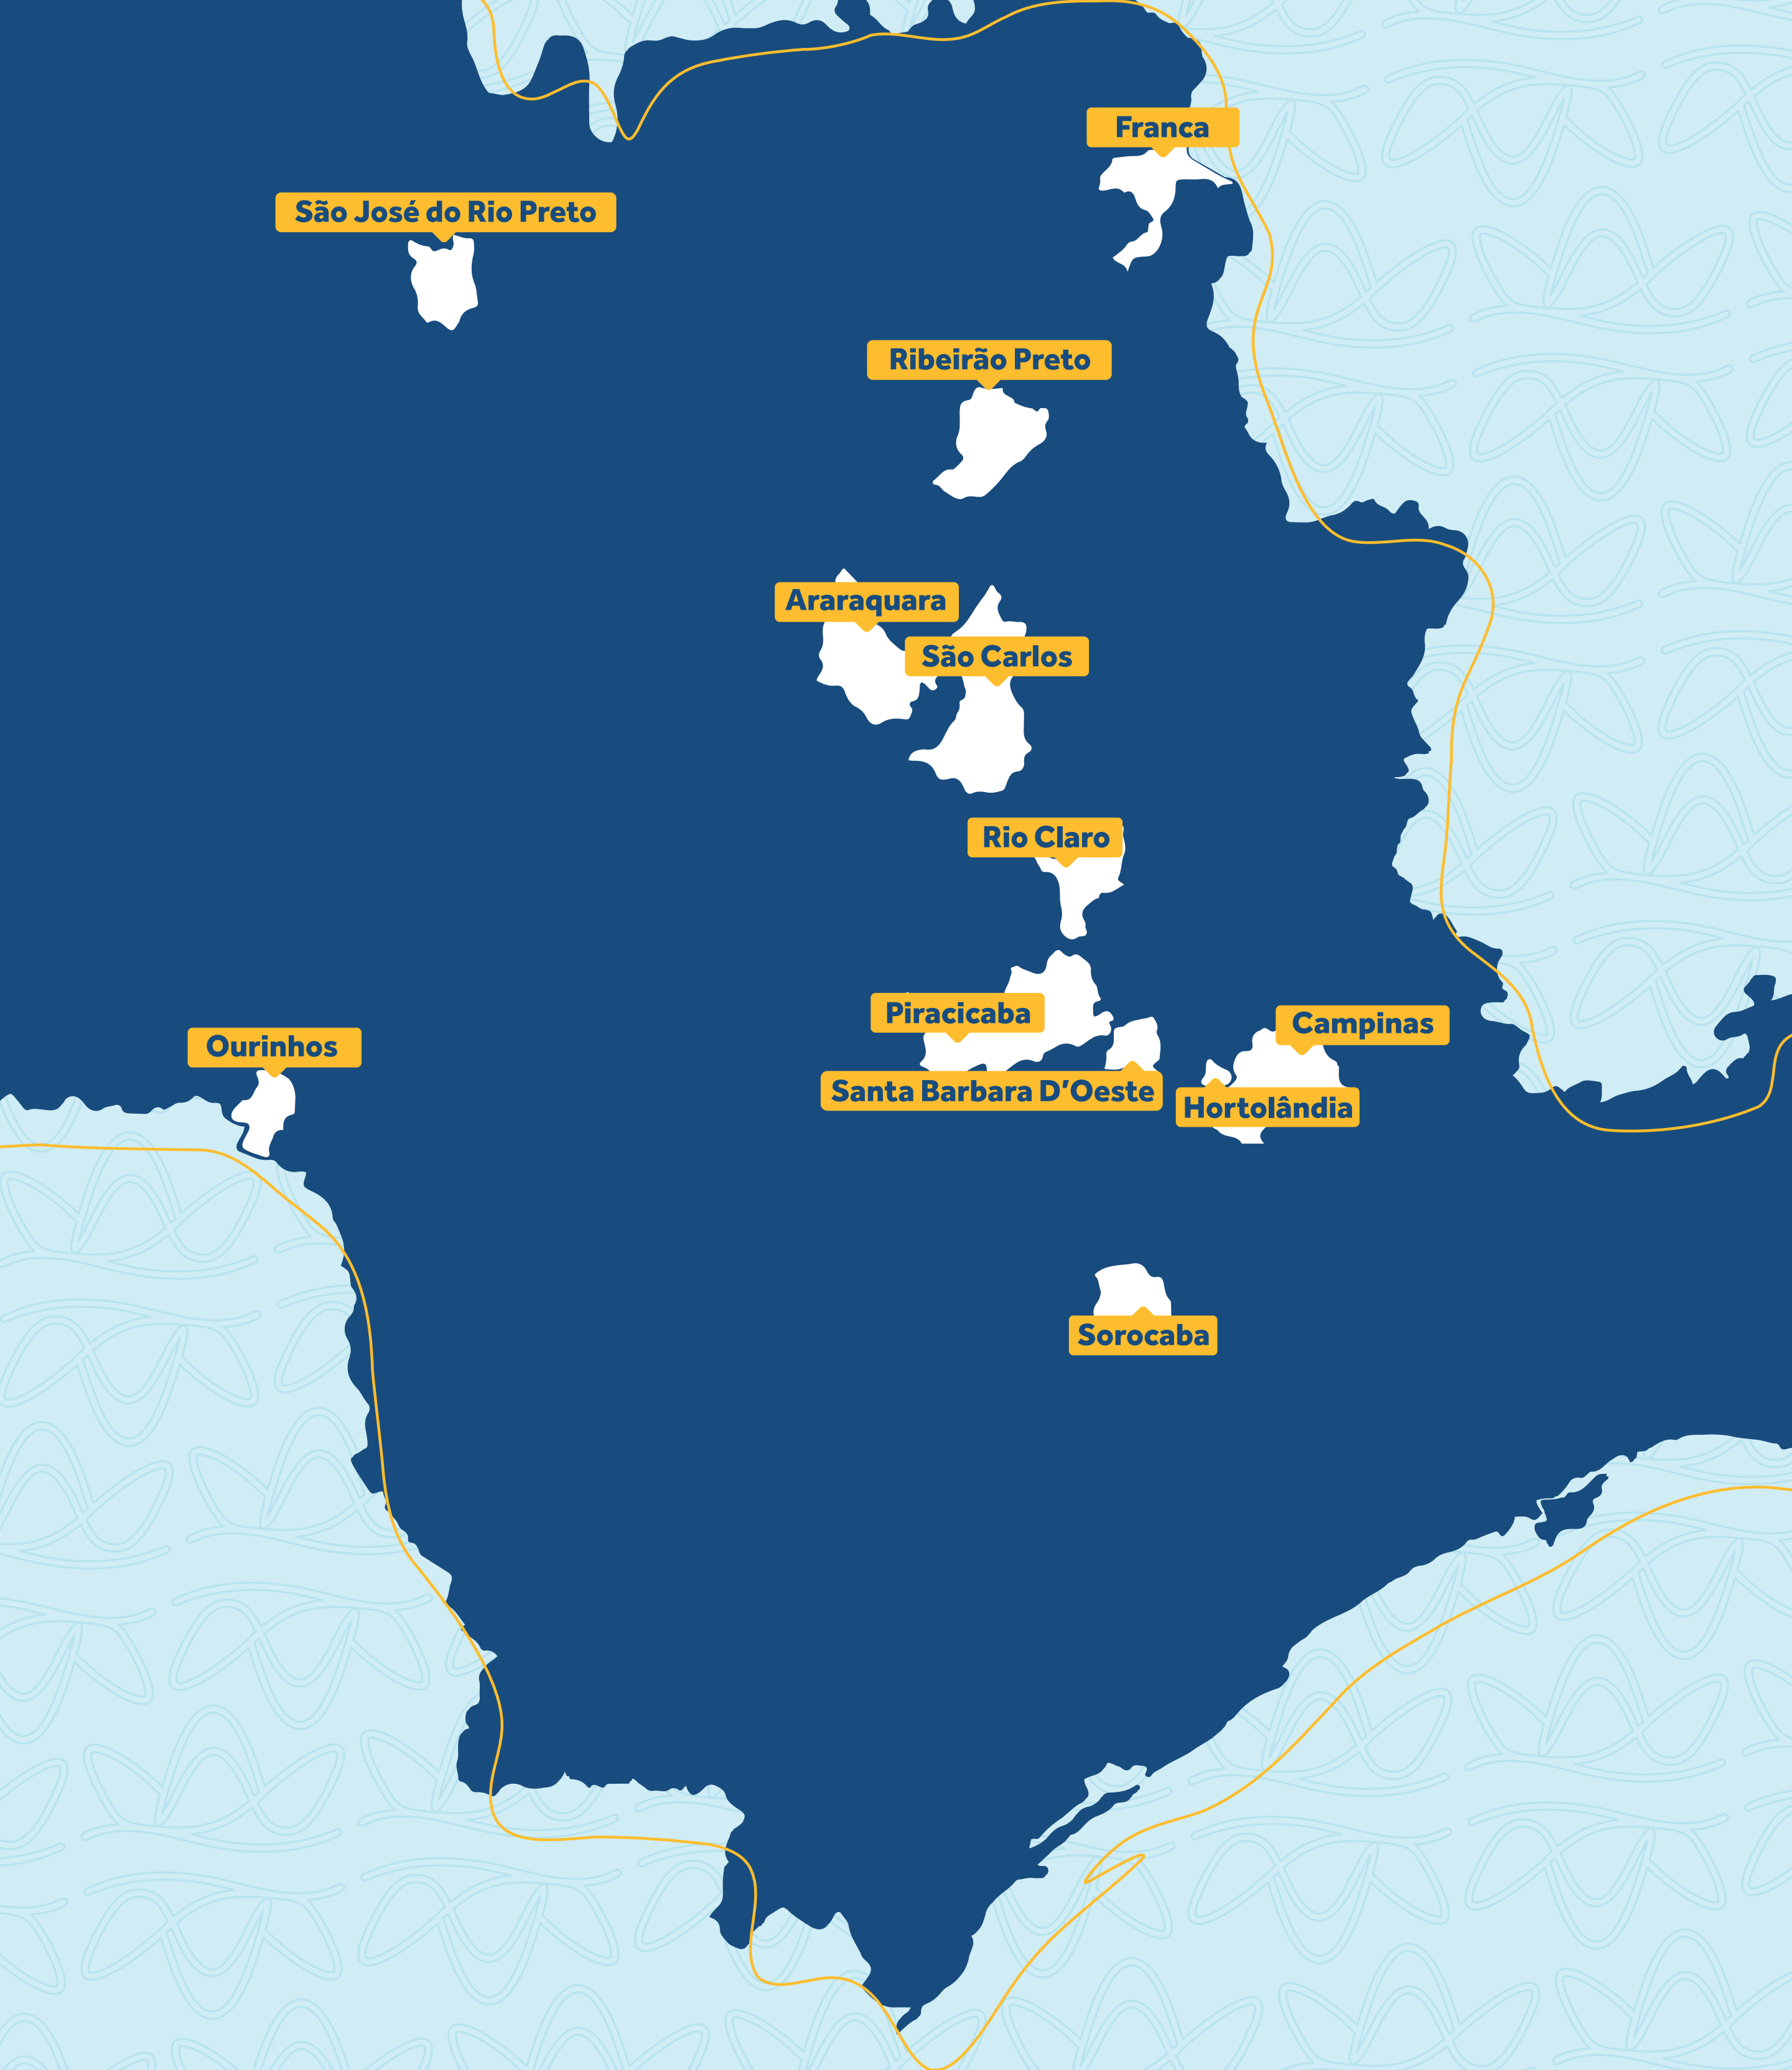 Franca
São José do Rio Preto
Ribeirão Preto
Araraquara
São Carlos
Rio Claro
Piracicaba
Campinas
Ourinhos
Santa Barbara D’Oeste
Hortolândia
Sorocaba